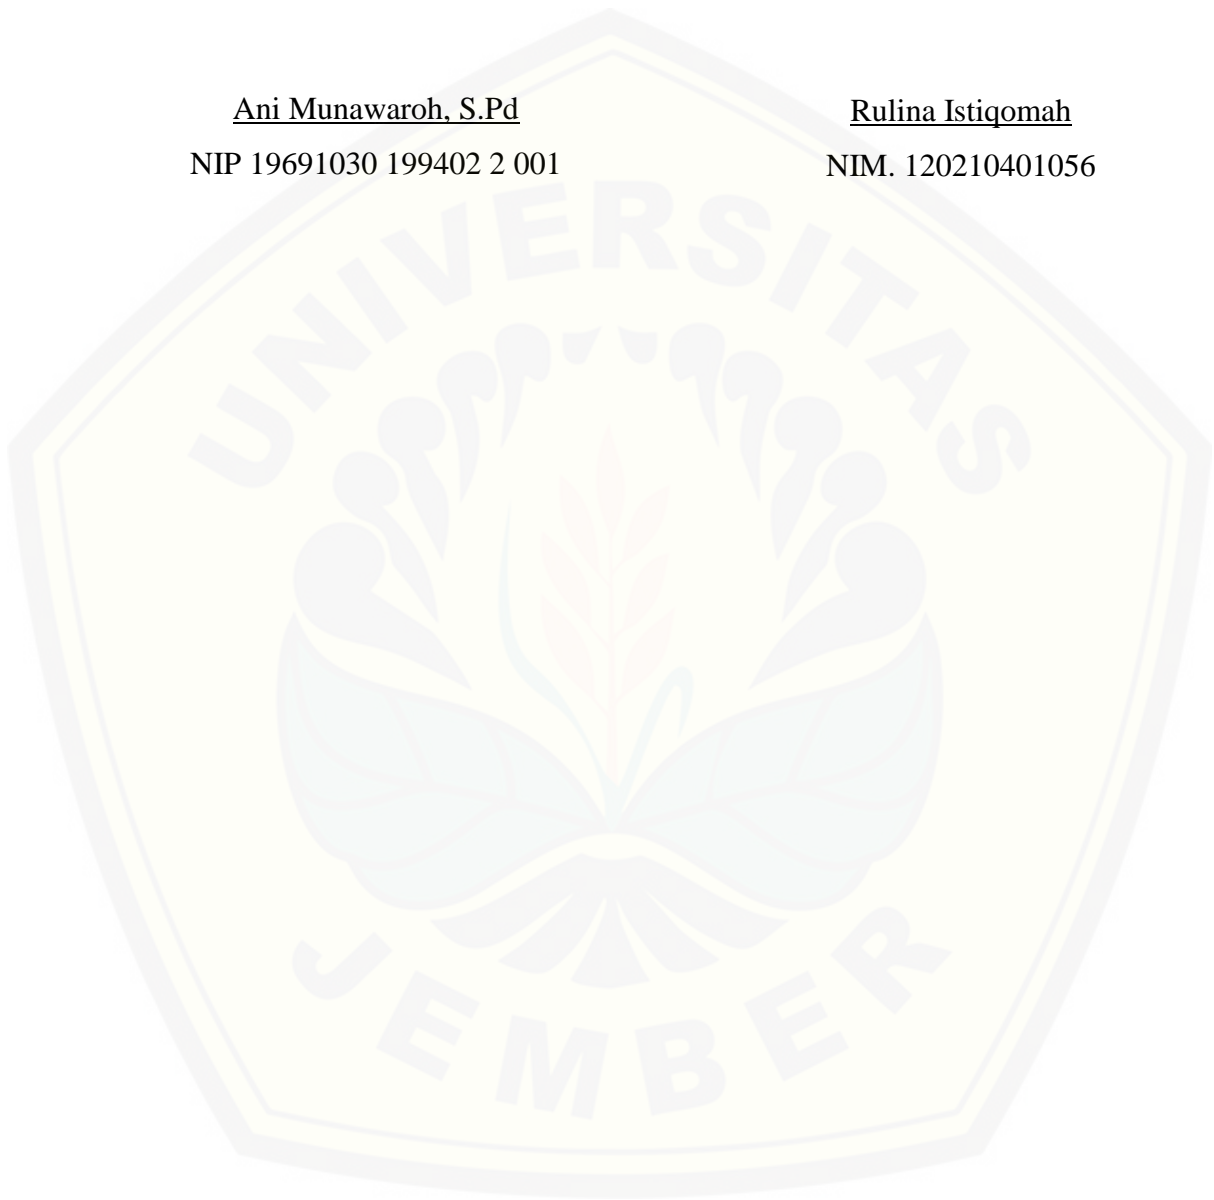 Ani Munawaroh, S.Pd
Rulina Istiqomah
NIP 19691030 199402 2 001
NIM. 120210401056
UNIVERSITAS
JEMBER